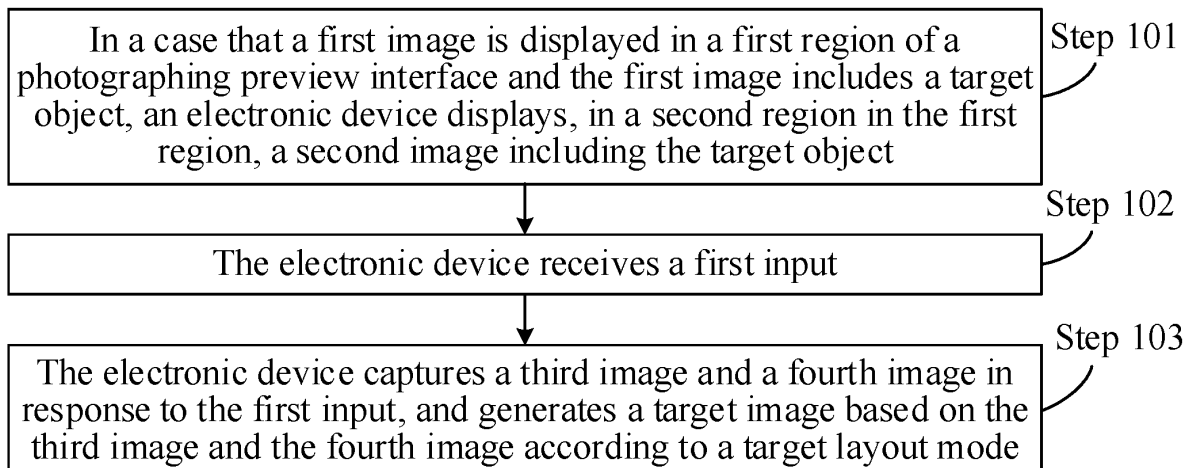 In a case that a first image is displayed in a first region of a
photographing preview interface and the first image includes a target
object, an electronic device displays, in a second region in the first
region, a second image including the target object
Step 101
The electronic device receives a first input
Step 102
The electronic device captures a third image and a fourth image in
response to the first input, and generates a target image based on the
third image and the fourth image according to a target layout mode
Step 103